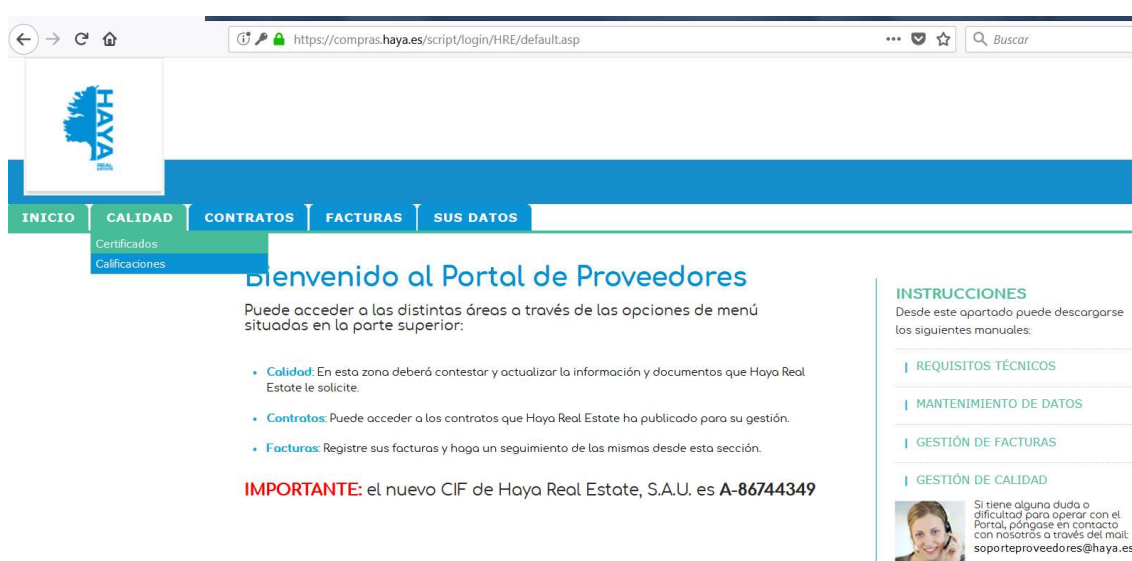 https://compras.haya.es/script/login/HRE/default.asp
Buscar
HAYA
REAL
ESTATE
INICIO CALIDAD CONTRATOS FACTURAS SUS DATOS
Certificados
Calificaciones
Bienvenido al Portal de Proveedores
Puede acceder a las distintas áreas a través de las opciones de menú
situadas en la parte superior:
• Calidad: En esta zona deberá contestar y actualizar la información y documentos que Haya Real
Estate le solicite.
• Contratos: Puede acceder a los contratos que Haya Real Estate ha publicado para su gestión.
• Facturas: Registre sus facturas y haga un seguimiento de las mismas desde esta sección.
IMPORTANTE: el nuevo CIF de Haya Real Estate, S.A.U. es A-86744349
INSTRUCCIONES
Desde este apartado puede descargarse
los siguientes manuales:
REQUISITOS TÉCNICOS
MANTENIMIENTO DE DATOS
GESTIÓN DE FACTURAS
GESTIÓN DE CALIDAD
Si tiene alguna duda o
dificultad para operar con el
Portal, póngase en contacto
con nosotros a través del mail:
soporteproveedores@haya.es